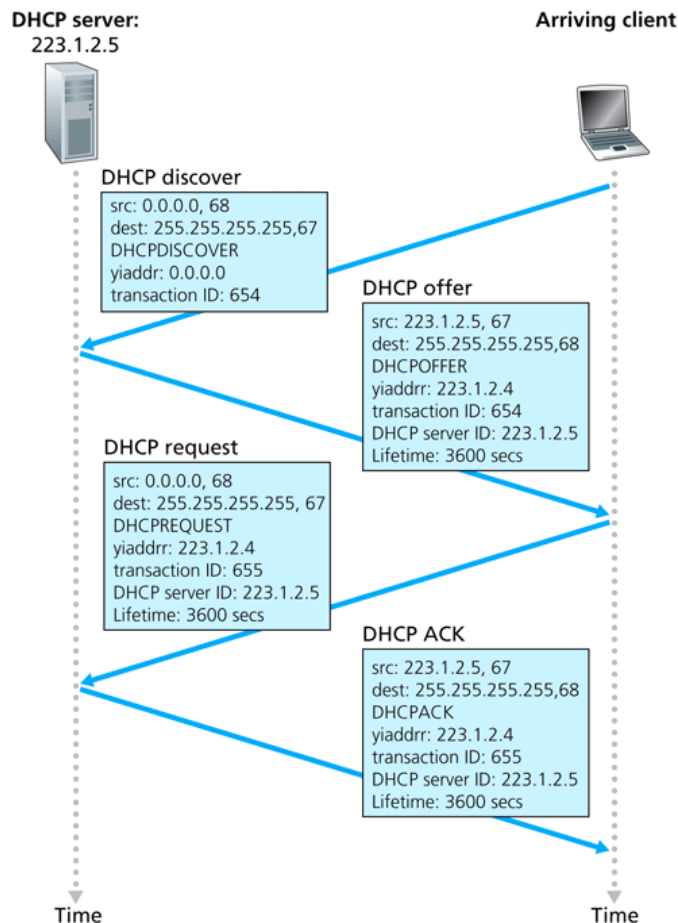 DHCP server:
223.1.2.5
Arriving client
DHCP discover
src: 0.0.0.0, 68
dest: 255.255.255.255,67
DHCPDISCOVER
yiaddr: 0.0.0.0
transaction ID: 654
DHCP offer
src: 223.1.2.5, 67
dest: 255.255.255.255,68
DHCPOFFER
yiaddrr: 223.1.2.4
transaction ID: 654
DHCP server ID: 223.1.2.5
Lifetime: 3600 secs
DHCP request
src: 0.0.0.0, 68
dest: 255.255.255.255, 67
DHCPREQUEST
yiaddrr: 223.1.2.4
transaction ID: 655
DHCP server ID: 223.1.2.5
Lifetime: 3600 secs
DHCP ACK
src: 223.1.2.5, 67
dest: 255.255.255.255,68
DHCPACK
yiaddrr: 223.1.2.4
transaction ID: 655
DHCP server ID: 223.1.2.5
Lifetime: 3600 secs
Time
Time